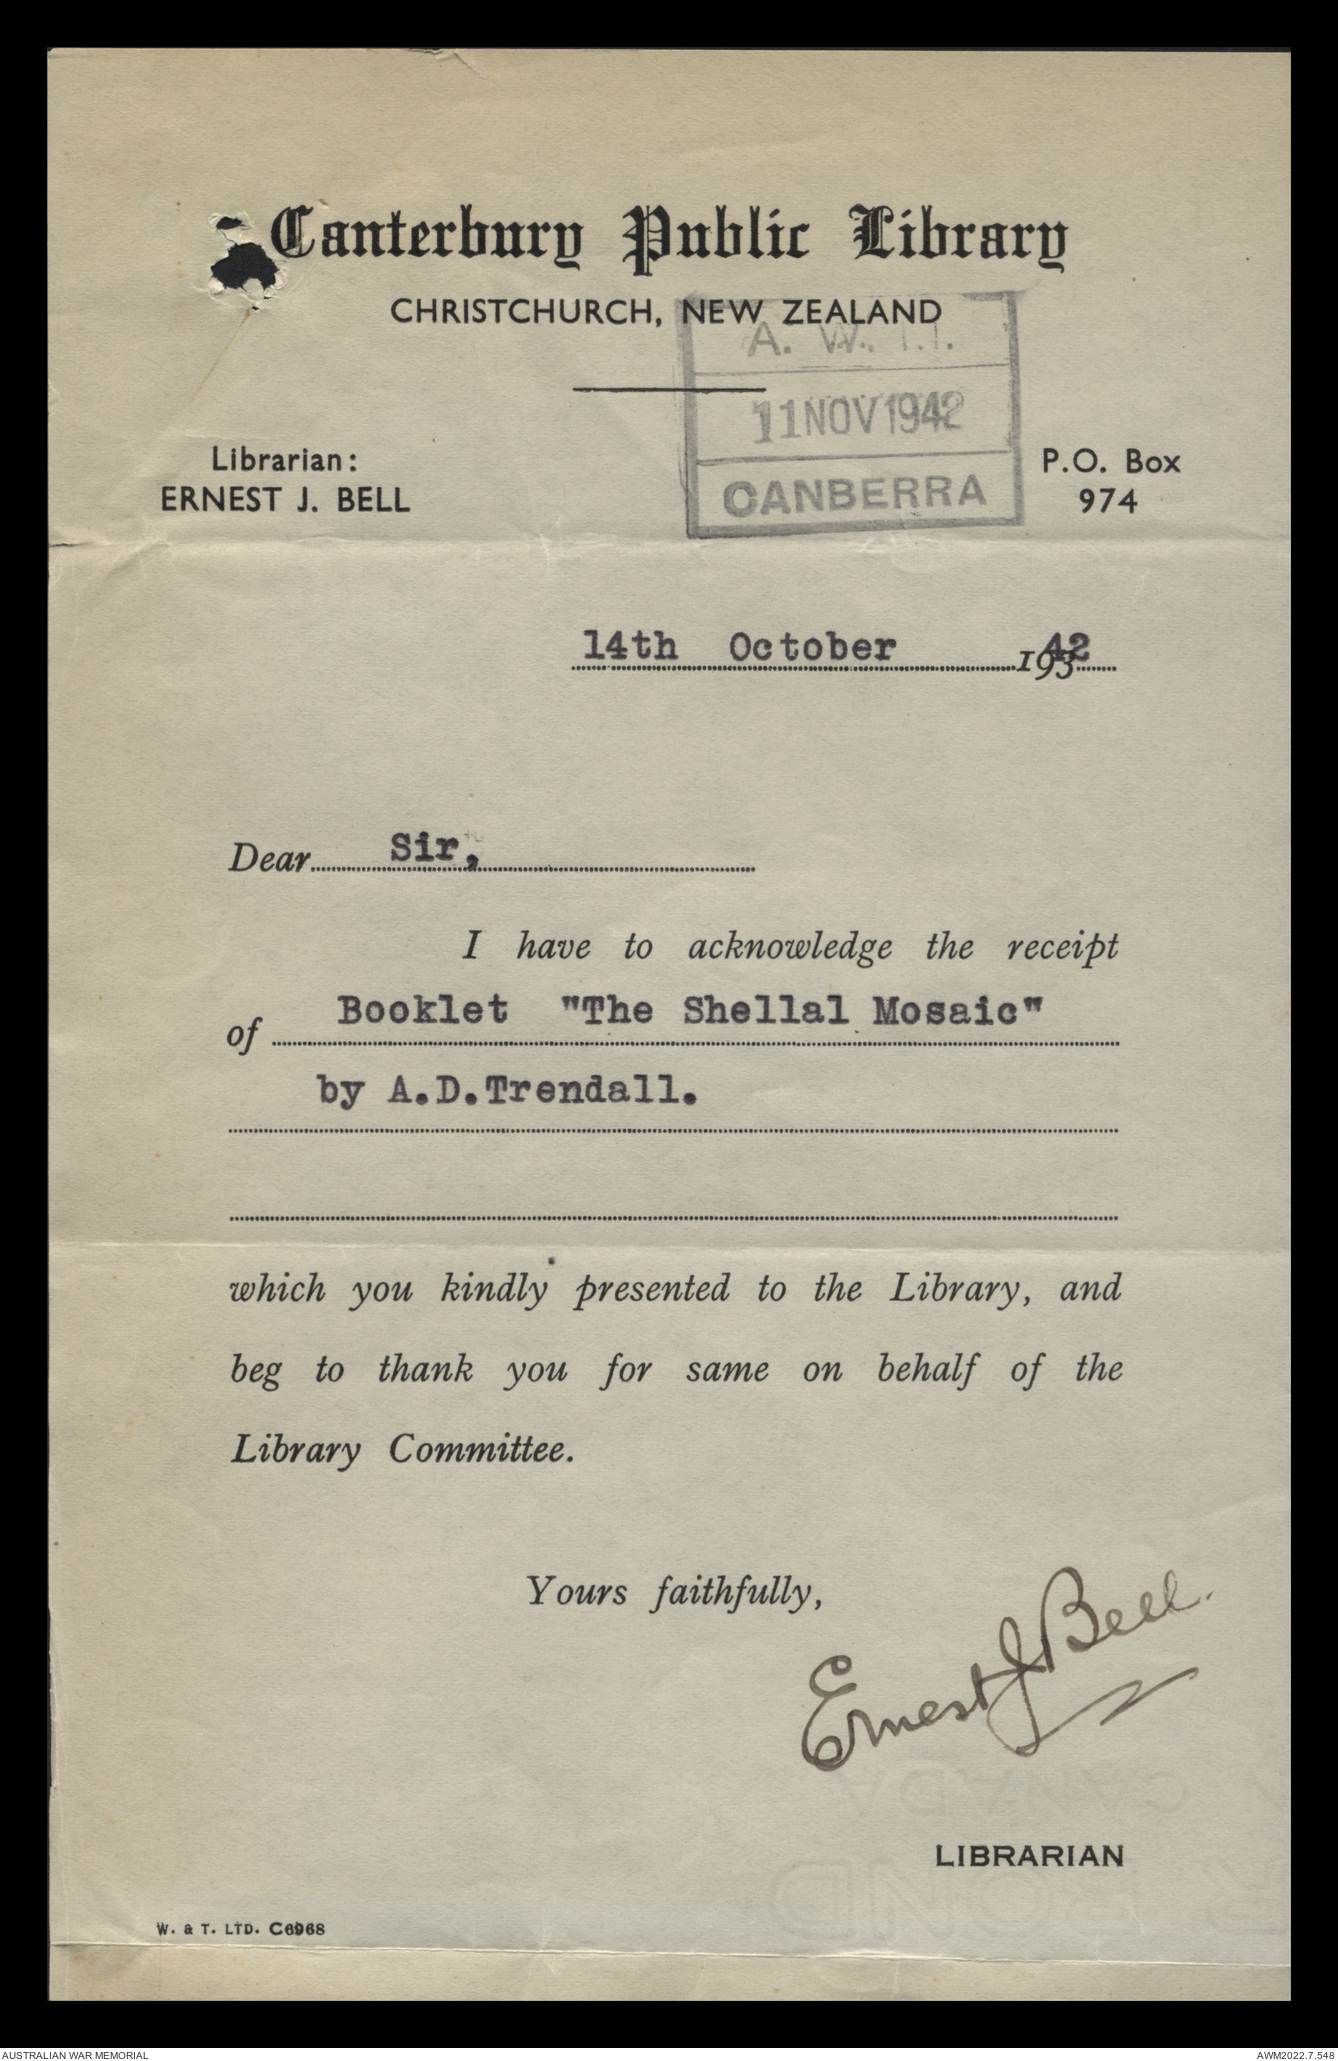 Canterbury Public Library
CHRISTCHURCH, NEW ZEALAND
11 NOV 1942
CANBERRA
Librarian:
ERNEST J. BELL
P.O. Box
974
14th October 193 42
Dear Sir,
I have to acknowledge the receipt
of Booklet "The Shellal Mosaic"
by A.D.Trendall.
which you kindly presented to the Library, and
beg to thank you for same on behalf of the
Library Committee.
Yours faithfully,
Ernest J Bell.
LIBRARIAN
W. & T. LTD. C6968
AUSTRALIAN WAR MEMORIAL
AWM2022.7.548